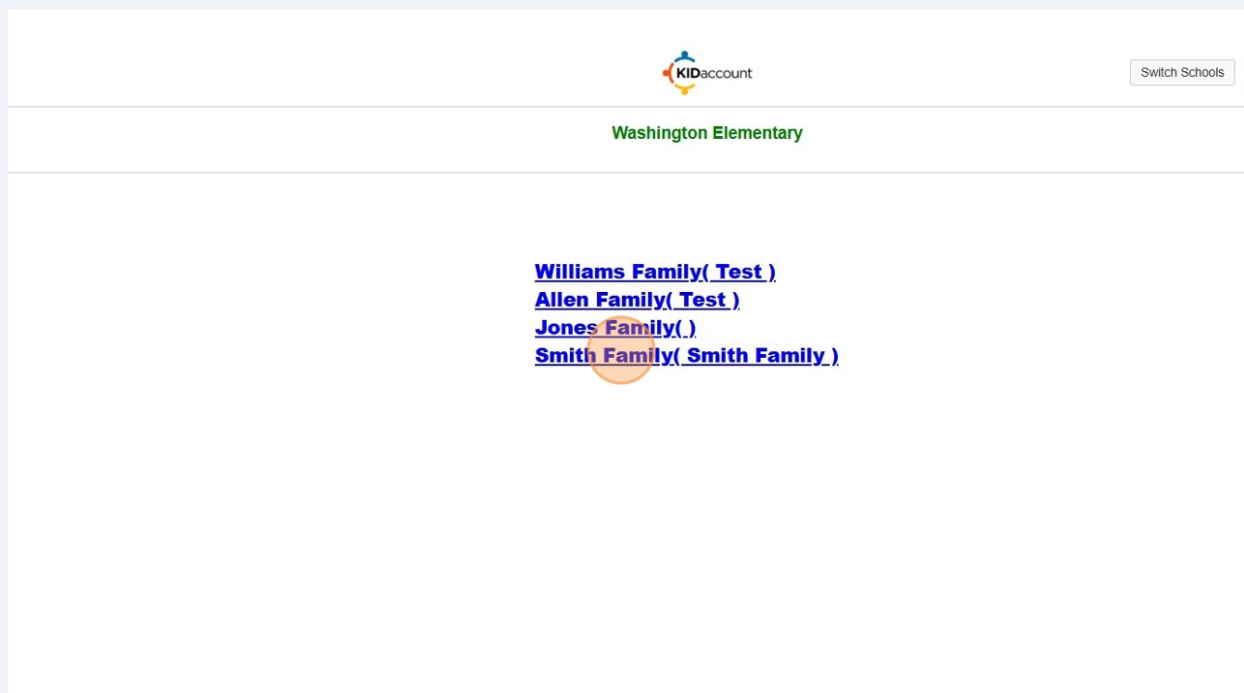 KIDaccount
Switch Schools
Washington Elementary
Williams Family( Test )
Allen Family( Test )
Jones Family( )
Smith Family( Smith Family )